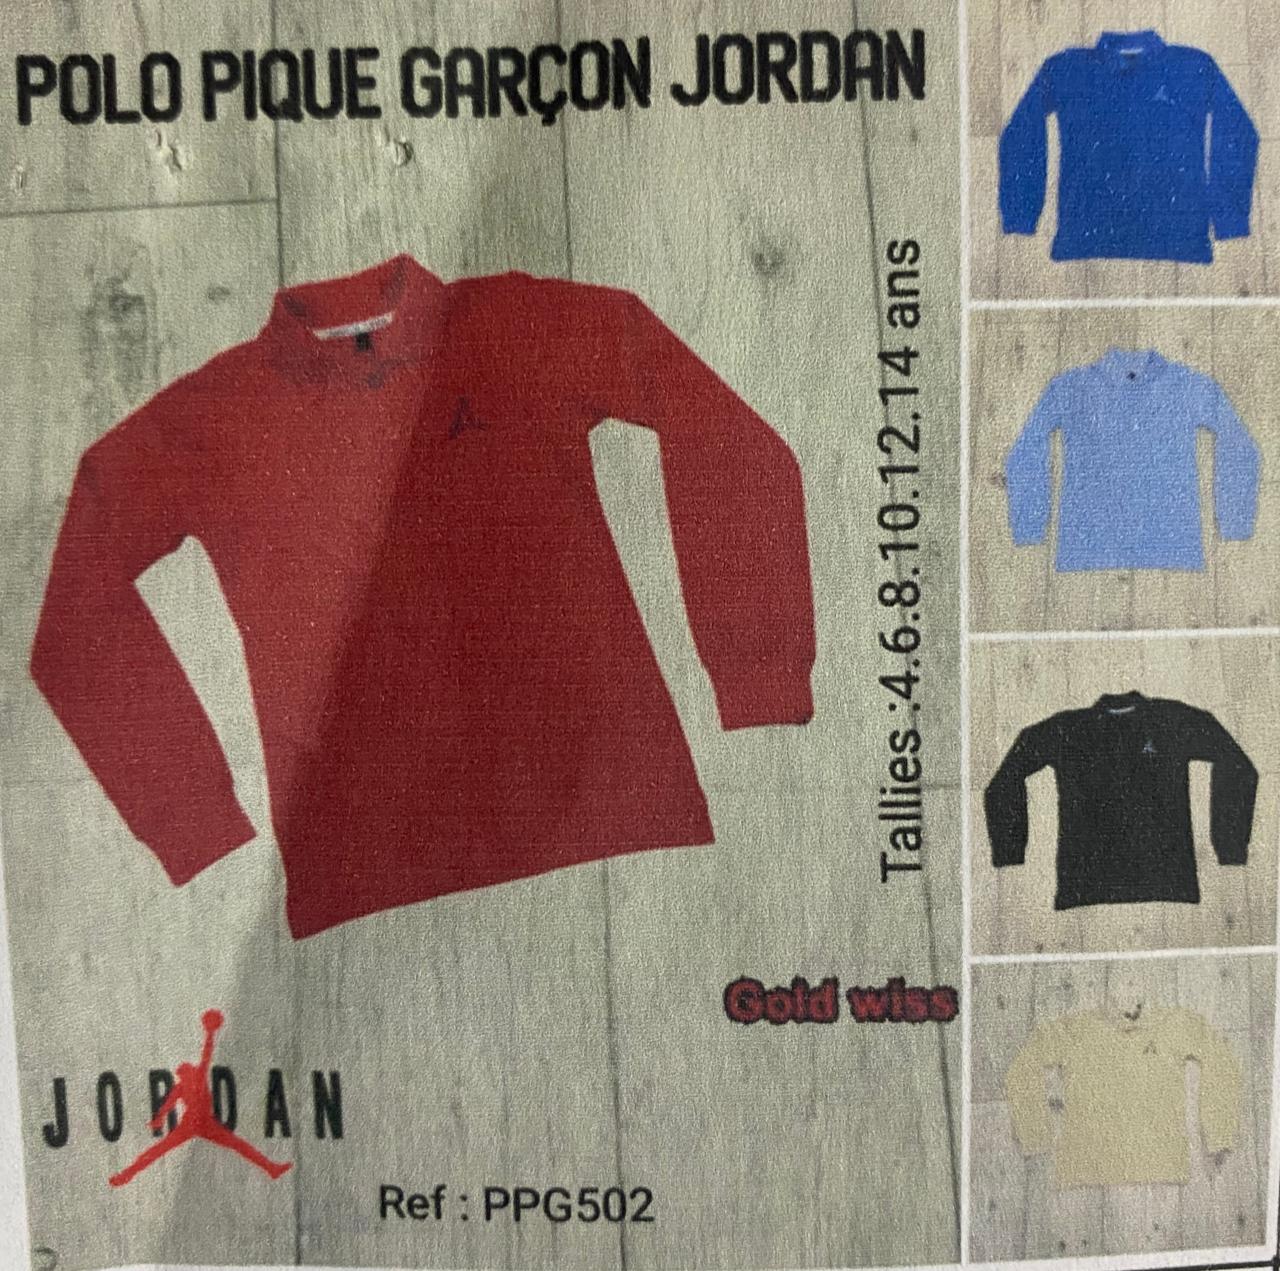 POLO PIQUE GARÇON JORDAN
Tallies :4.6.8.10.12.14 ans
Gold wiss
JORDAN
Ref : PPG502